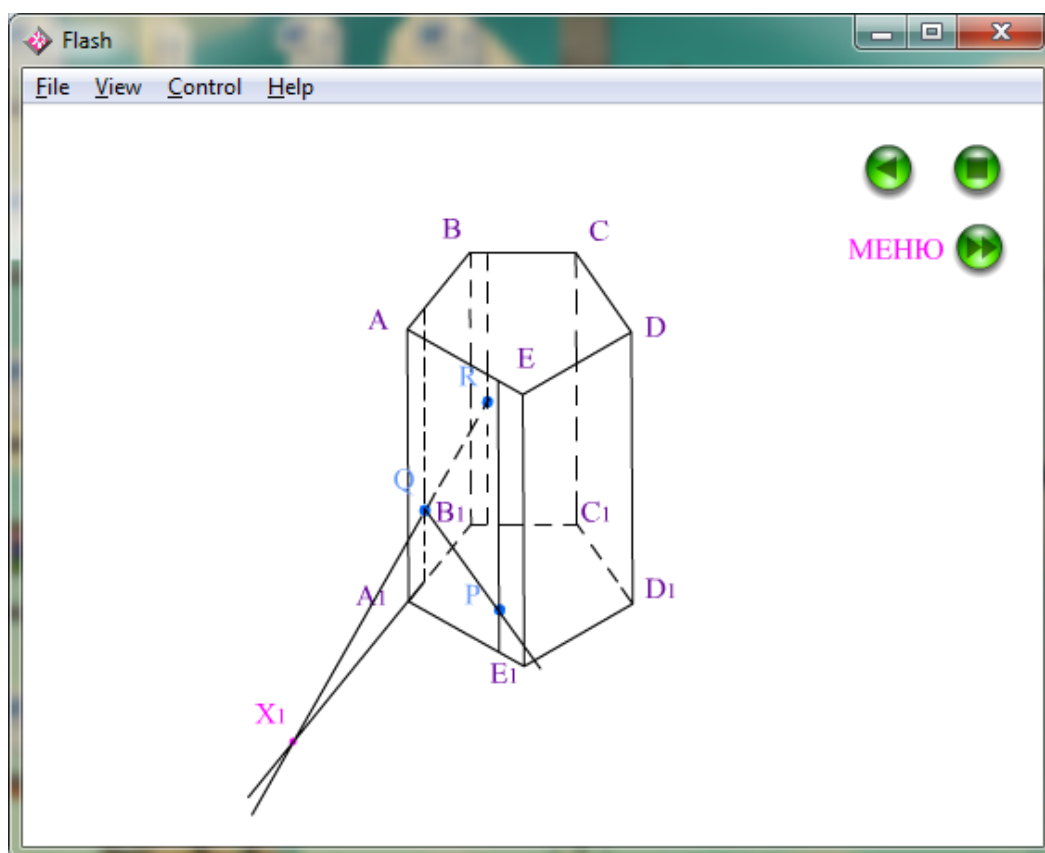 Flash
File View Control Help
МЕНЮ
B C
A D
E
R
Q
B1 C1
A1 P D1
E1
X1